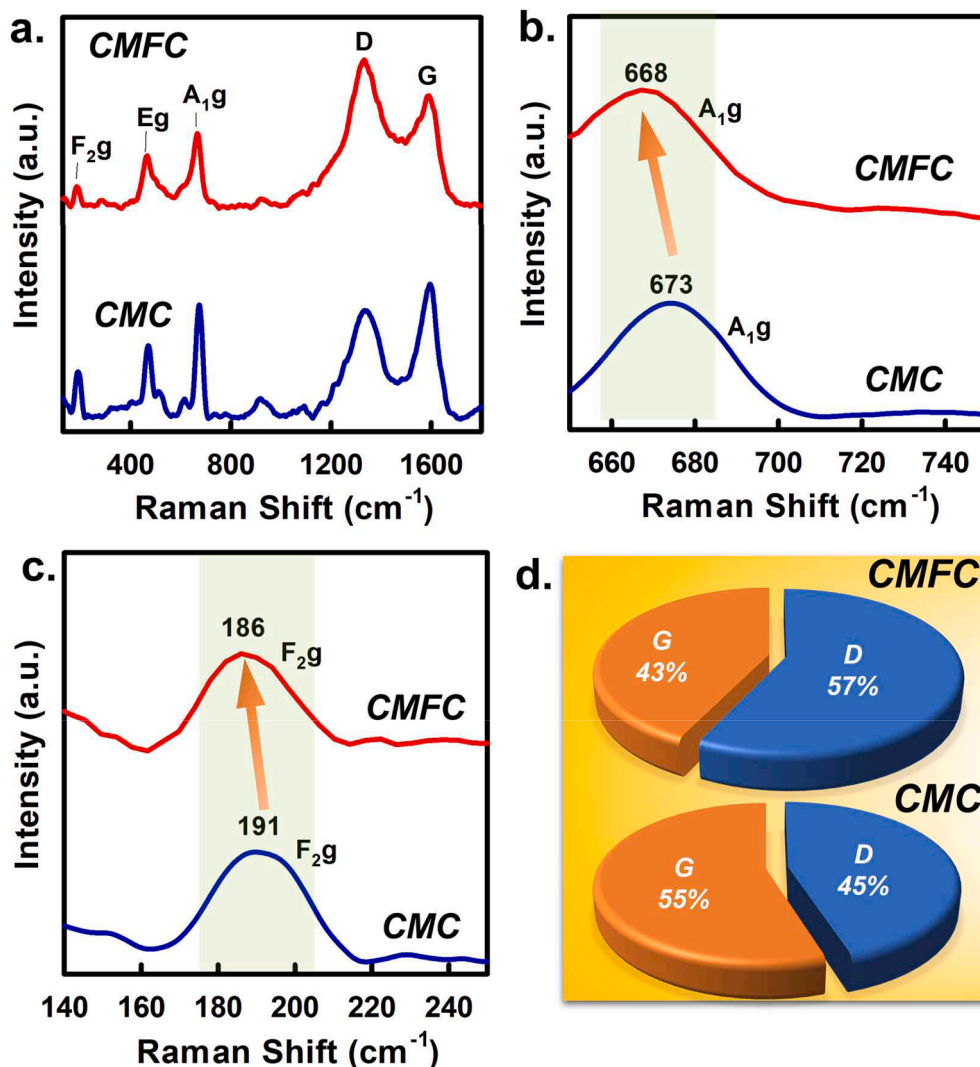 a.
CMFC
D
G
A₁g
Eg
F₂g
CMC
Intensity (a.u.)
400 800 1200 1600
Raman Shift (cm⁻¹)
b.
668
A₁g
CMFC
673
A₁g
CMC
Intensity (a.u.)
660 680 700 720 740
Raman Shift (cm⁻¹)
c.
186
F₂g
CMFC
191
F₂g
CMC
Intensity (a.u.)
140 160 180 200 220 240
Raman Shift (cm⁻¹)
d.
CMFC
G
43%
D
57%
CMC
G
55%
D
45%